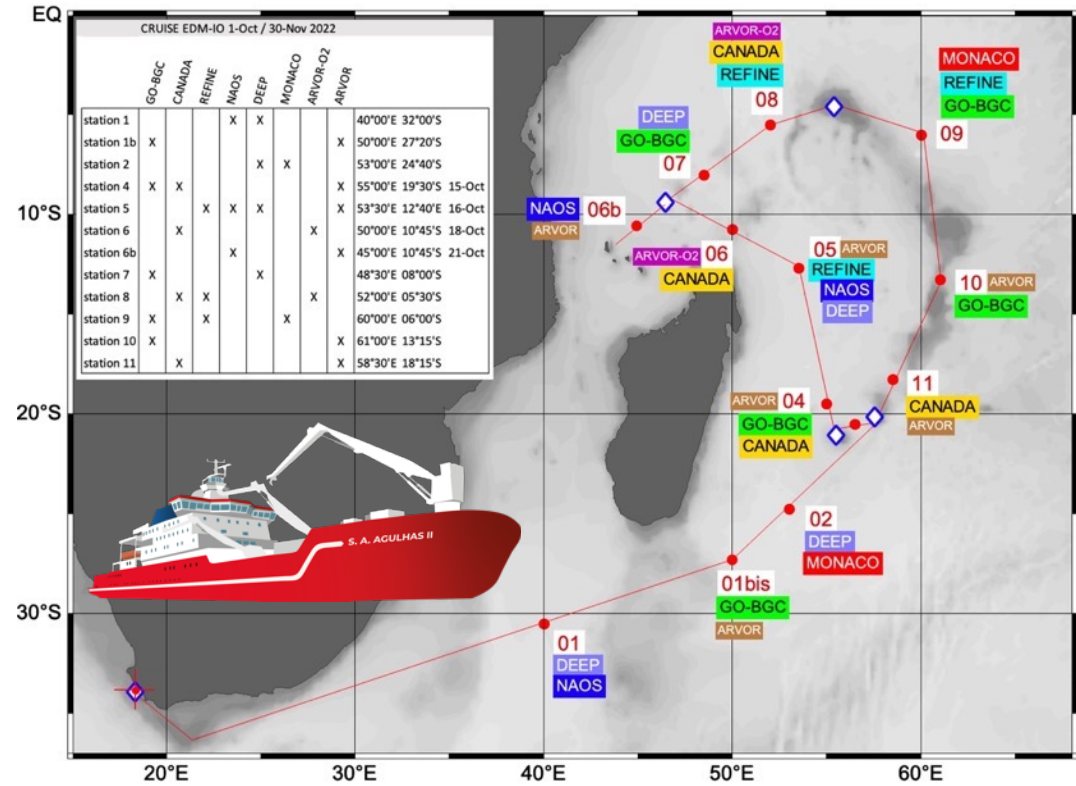 CRUISE EDM-IO 1-Oct / 30-Nov 2022
GO-BGC CANADA REFINE NAOS DEEP MONACO ARVOR-O2 ARVOR
station 1 X X 40°00'E 32°00'S
station 1b X X 50°00'E 27°20'S
station 2 X X 53°00'E 24°40'S
station 4 X X X 55°00'E 19°30'S 15-Oct
station 5 X X X X 53°30'E 12°40'E 16-Oct
station 6 X X 50°00'E 10°45'S 18-Oct
station 6b X X 45°00'E 10°45'S 21-Oct
station 7 X X 48°30'E 08°00'S
station 8 X X X 52°00'E 05°30'S
station 9 X X X 60°00'E 06°00'S
station 10 X X 61°00'E 13°15'S
station 11 X X 58°30'E 18°15'S
EQ
10°S
20°S
30°S
ARVOR-O2
CANADA
REFINE
08
MONACO
REFINE
GO-BGC
09
DEEP
GO-BGC
07
NAOS 06b
ARVOR
ARVOR-O2 06
CANADA
05 ARVOR
REFINE
NAOS
DEEP
10 ARVOR
GO-BGC
ARVOR 04
GO-BGC
CANADA
11
CANADA
ARVOR
02
DEEP
MONACO
01bis
GO-BGC
ARVOR
01
DEEP
NAOS
S. A. AGULHAS II
20°E 30°E 40°E 50°E 60°E